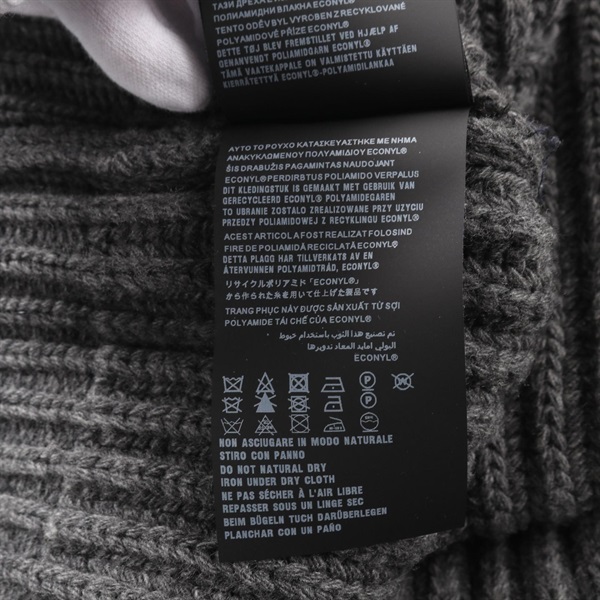 ПОЛИАМИДНИ ВЛАКНА ECONYL®
TENTO ODĚV BYL VYROBEN Z RECYKLOVANÉ
POLYAMIDOVÉ PŘÍZE ECONYL®
DETTE TØJ BLEV FREMSTILLET VED HJÆLP AF
GENANVENDT POLIAMIDGARN ECONYL®
TÄMÄ VAATEKAPPALE ON VALMISTETTU KÄYTTÄEN
KIERRÄTETTYÄ ECONYL®-POLYAMIDILANKAA
ΑΥΤΟ ΤΟ ΡΟΥΧΟ ΚΑΤΑΣΚΕΥΑΣΤΗΚΕ ΜΕ ΝΗΜΑ
ΑΝΑΚΥΚΛΩΜΕΝΟΥ ΠΟΛΥΑΜΙΔΙΟΥ ECONYL®
ŠIS DRABUŽIS PAGAMINTAS NAUDOJANT
ECONYL®PERDIRBTUS POLIAMIDO VERPALUS
DIT KLEDINGSTUK IS GEMAAKT MET GEBRUIK VAN
GERECYCLEERD ECONYL® POLYAMIDEGAREN
TO UBRANIE ZOSTAŁO ZREALIZOWANE PRZY UZYCIU
PRZEDZY POLIAMIDOWEJ Z RECYKLINGU ECONYL®
ACEST ARTICOL A FOST REALIZAT FOLOSIND
FIRE DE POLIAMIDĂ RECICLATĂ ECONYL®
DETTA PLAGG HAR TILLVERKATS AV EN
ÅTERVUNNEN POLYAMIDTRÅD, ECONYL®
リサイクルポリアミド「ECONYL®」
から作られた糸を用いて仕上げた製品
TRANG PHỤC NÀY ĐƯỢC SẢN XUẤT TỪ SỢI
POLYAMIDE TÁI CHẾ CỦA ECONYL®
تم تصنيع هذا الثوب باستخدام خيوط
البولي أمايد المعاد تدويرها
ECONYL®
NON ASCIUGARE IN MODO NATURALE
STIRO CON PANNO
DO NOT NATURAL DRY
IRON UNDER DRY CLOTH
NE PAS SÉCHER À L'AIR LIBRE
REPASSER SOUS UN LINGE SEC
BEIM BÜGELN TUCH DARÜBERLEGEN
PLANCHAR CON UN PAÑO